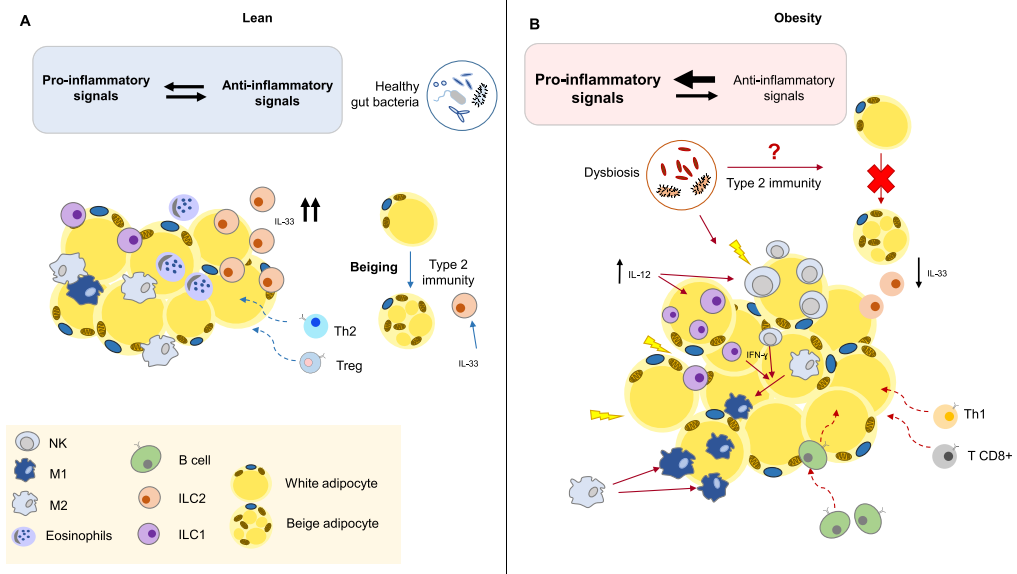 A
Lean
Pro-inflammatory
signals
Anti-inflammatory
signals
Healthy
gut bacteria
IL-33
Beiging
Type 2
immunity
IL-33
Th2
Treg
NK
M1
M2
Eosinophils
B cell
ILC2
ILC1
White adipocyte
Beige adipocyte
B
Obesity
Pro-inflammatory
signals
Anti-inflammatory
signals
Dysbiosis
?
Type 2 immunity
IL-12
IL-33
IFN-γ
Th1
T CD8+